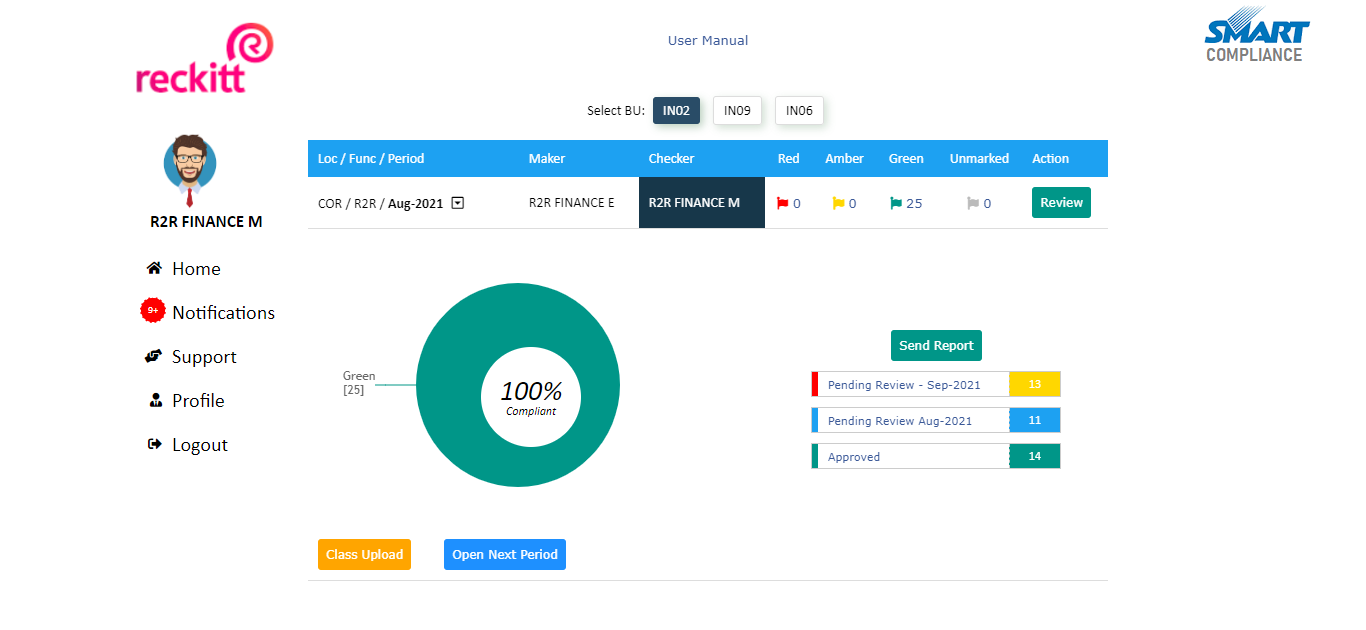 reckitt
User Manual
SMART
COMPLIANCE
Select BU: IN02 IN09 IN06
R2R FINANCE M
Home
9+ Notifications
Support
Profile
Logout
Loc / Func / Period Maker Checker Red Amber Green Unmarked Action
COR / R2R / Aug-2021 R2R FINANCE E R2R FINANCE M 0 0 25 0 Review
Green
[25]
100%
Compliant
Send Report
Pending Review - Sep-2021 13
Pending Review Aug-2021 11
Approved 14
Class Upload Open Next Period